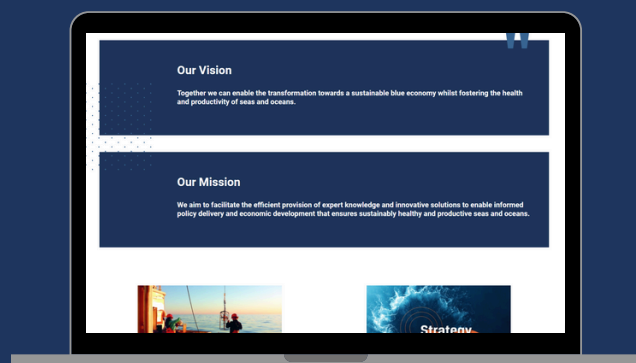 Our Vision
Together we can enable the transformation towards a sustainable blue economy whilst fostering the health
and productivity of seas and oceans.
Our Mission
We aim to facilitate the efficient provision of expert knowledge and innovative solutions to enable informed
policy delivery and economic development that ensures sustainably healthy and productive seas and oceans.
Strategy